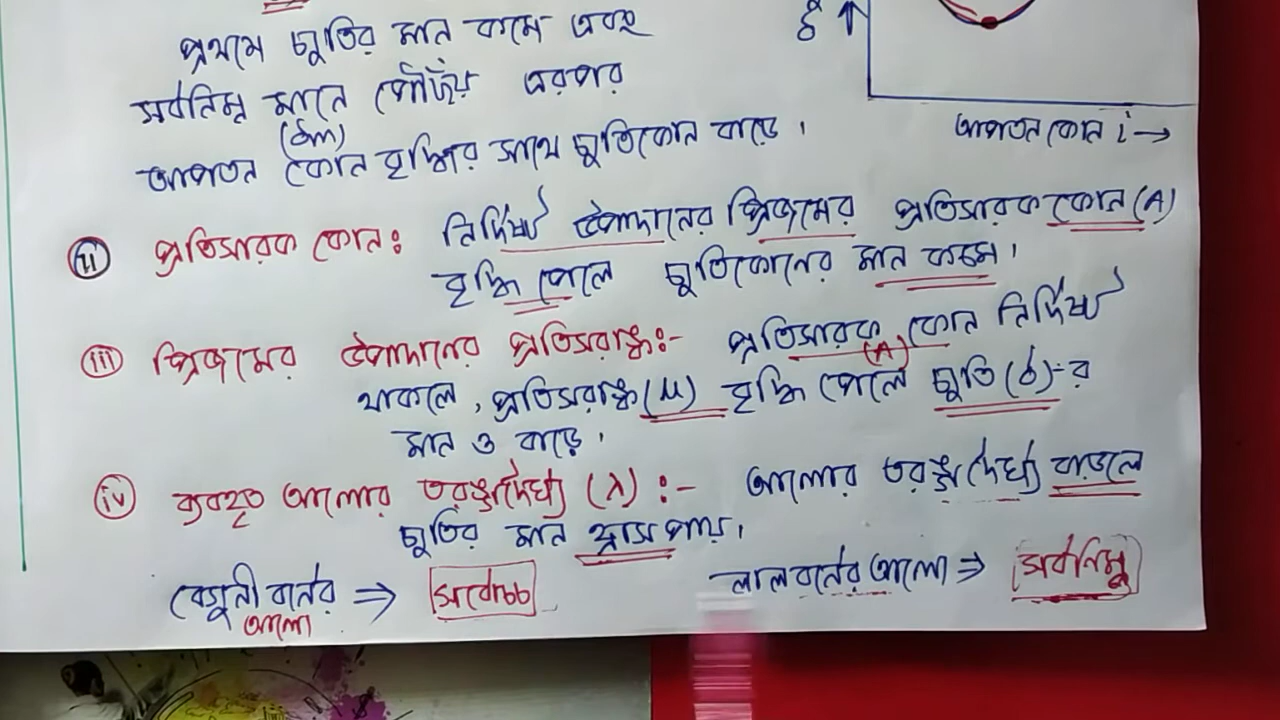 প্রথমে চ্যুতির মান কমে এবং
সর্বনিম্ন মানে পৌঁছয় এরপর
(δm)
আপতন কোন বৃদ্ধির সাথে চ্যুতিকোন বাড়ে।
δ ↑
আপতন কোন i →
(ii) প্রতিসারক কোন: নির্দিষ্ট উপাদানের প্রিজমের প্রতিসারক কোন (A)
বৃদ্ধি পেলে চ্যুতিকোনের মান কমে।
(iii) প্রিজমের উপাদানের প্রতিসরাঙ্ক:- প্রতিসারক কোন নির্দিষ্ট
(A)
থাকলে, প্রতিসরাঙ্ক (μ) বৃদ্ধি পেলে চ্যুতি (δ)-র
মান ও বাড়ে।
(iv) ব্যবহৃত আলোর তরঙ্গদৈর্ঘ্য (λ) :- আলোর তরঙ্গদৈর্ঘ্য বাড়লে
চ্যুতির মান হ্রাস পায়।
বেগুনী বর্নের ⇒ সর্বোচ্চ লাল বর্নের আলো ⇒ সর্বনিম্ন
আলো